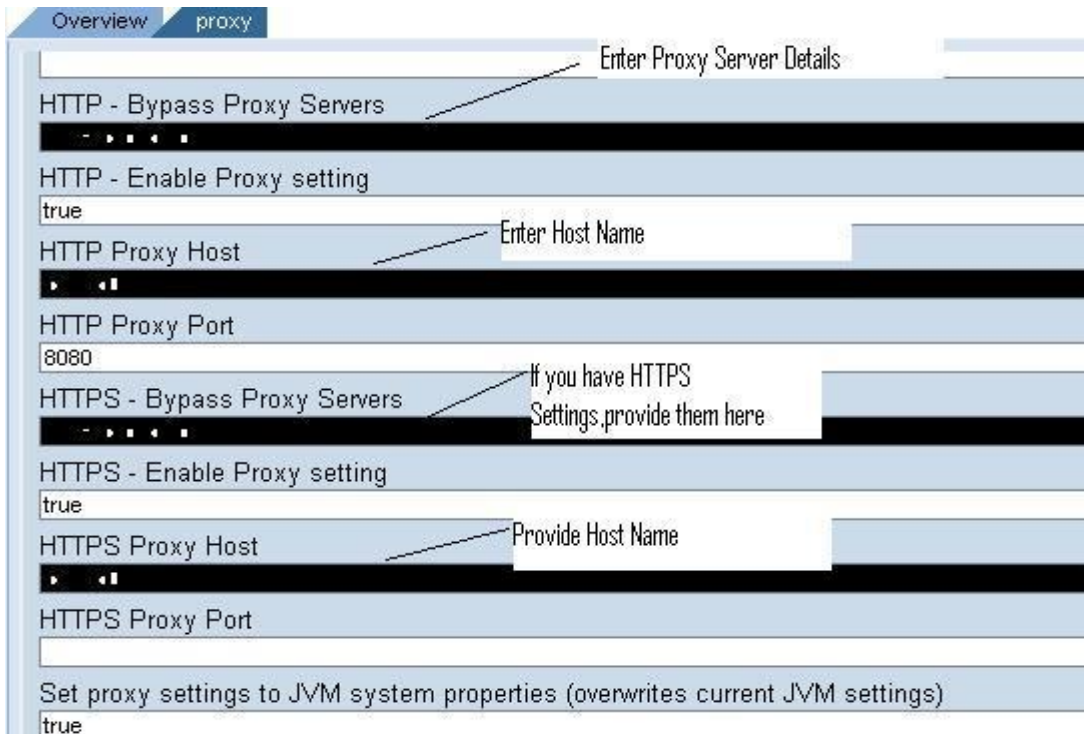 Overview proxy
Enter Proxy Server Details
HTTP - Bypass Proxy Servers
HTTP - Enable Proxy setting
true
Enter Host Name
HTTP Proxy Host
HTTP Proxy Port
8080
If you have HTTPS
Settings,provide them here
HTTPS - Bypass Proxy Servers
HTTPS - Enable Proxy setting
true
Provide Host Name
HTTPS Proxy Host
HTTPS Proxy Port
Set proxy settings to JVM system properties (overwrites current JVM settings)
true